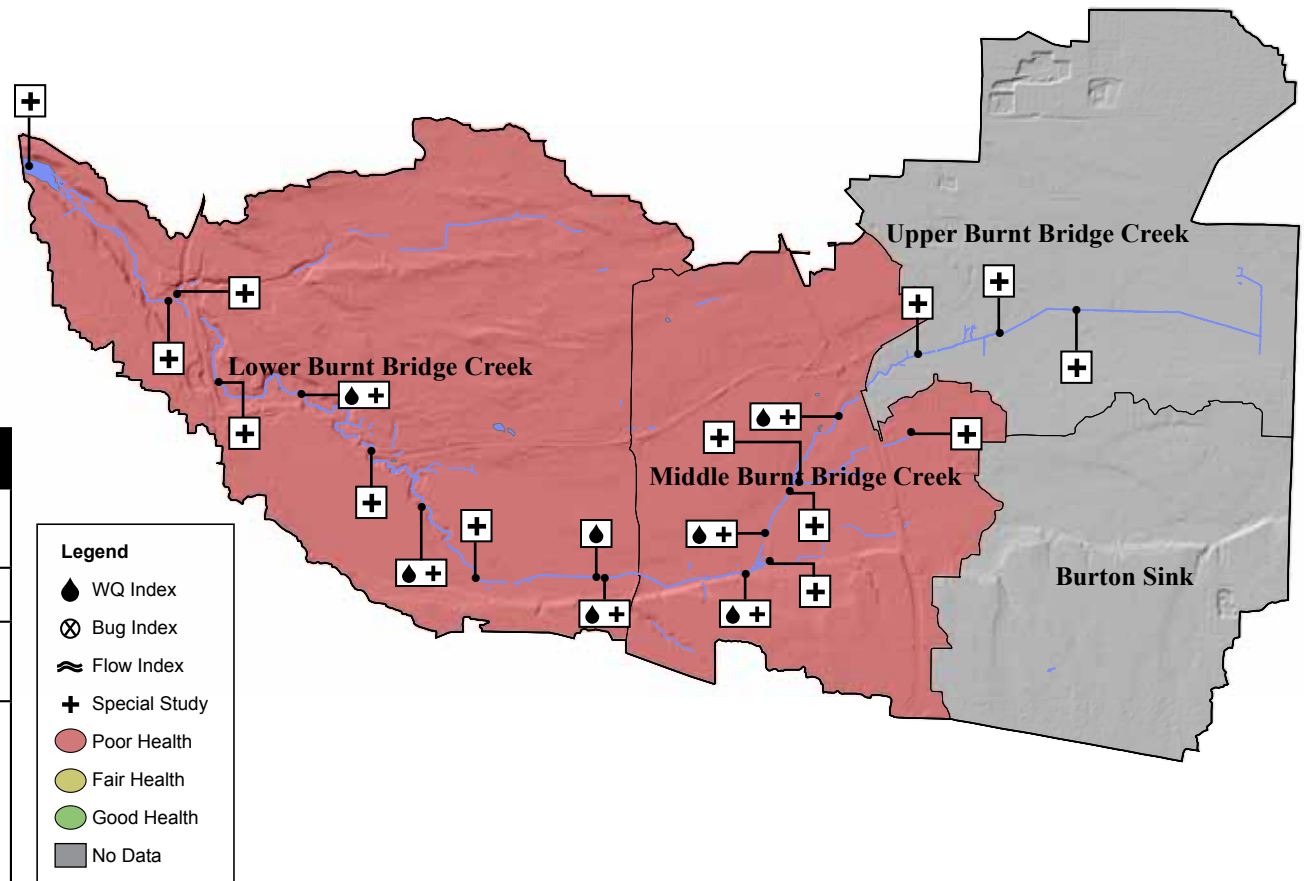 Upper Burnt Bridge Creek
Lower Burnt Bridge Creek
Middle Burnt Bridge Creek
Burton Sink
Legend
WQ Index
Bug Index
Flow Index
Special Study
Poor Health
Fair Health
Good Health
No Data